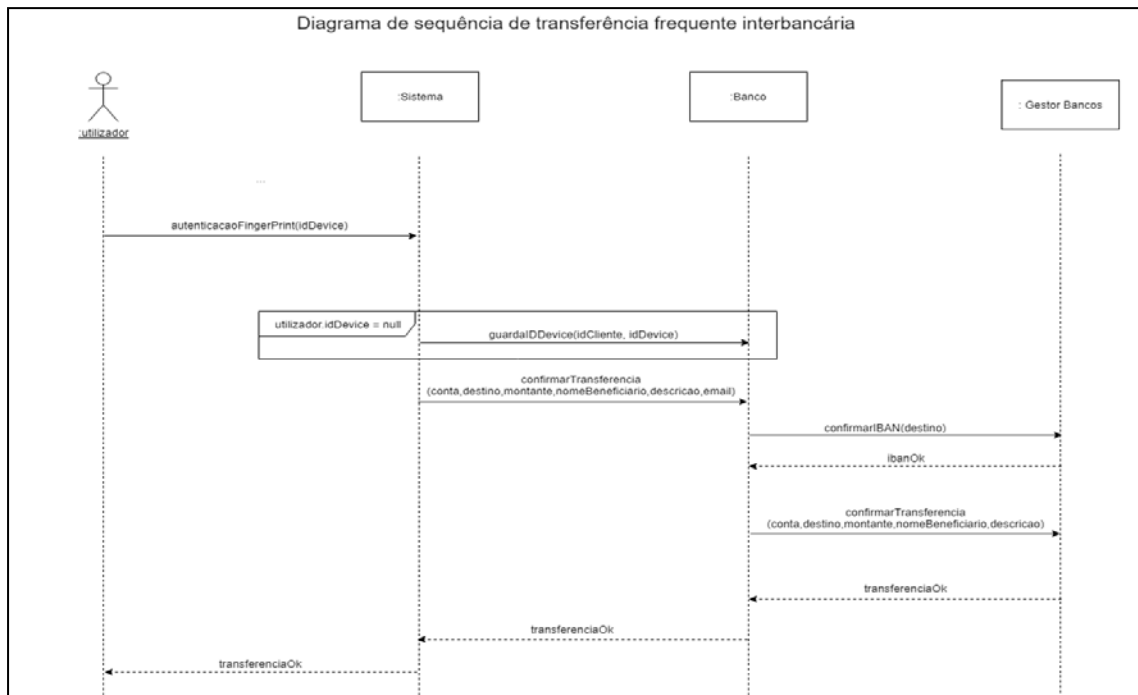 Diagrama de sequência de transferência frequente interbancária
:utilizador
:Sistema
:Banco
: Gestor Bancos
...
autenticacaoFingerPrint(idDevice)
utilizador.idDevice = null
guardaIDDevice(idCliente, idDevice)
confirmarTransferencia
(conta,destino,montante,nomeBeneficiario,descricao,email)
confirmarIBAN(destino)
ibanOk
confirmarTransferencia
(conta,destino,montante,nomeBeneficiario,descricao)
transferenciaOk
transferenciaOk
transferenciaOk